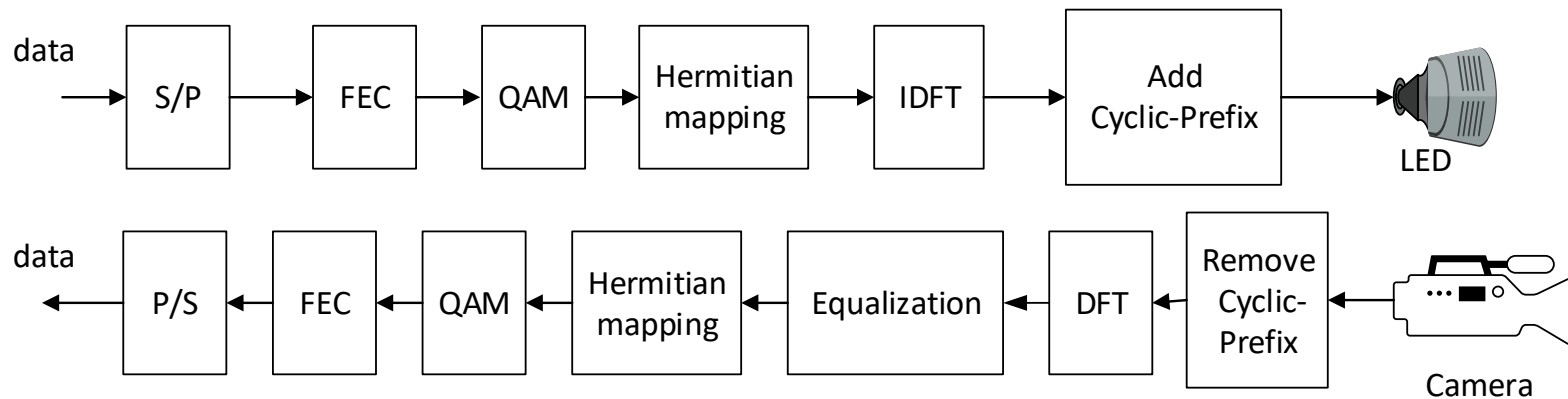 data
S/P
FEC
QAM
Hermitian
mapping
IDFT
Add
Cyclic-Prefix
LED
data
P/S
FEC
QAM
Hermitian
mapping
Equalization
DFT
Remove
Cyclic-
Prefix
Camera